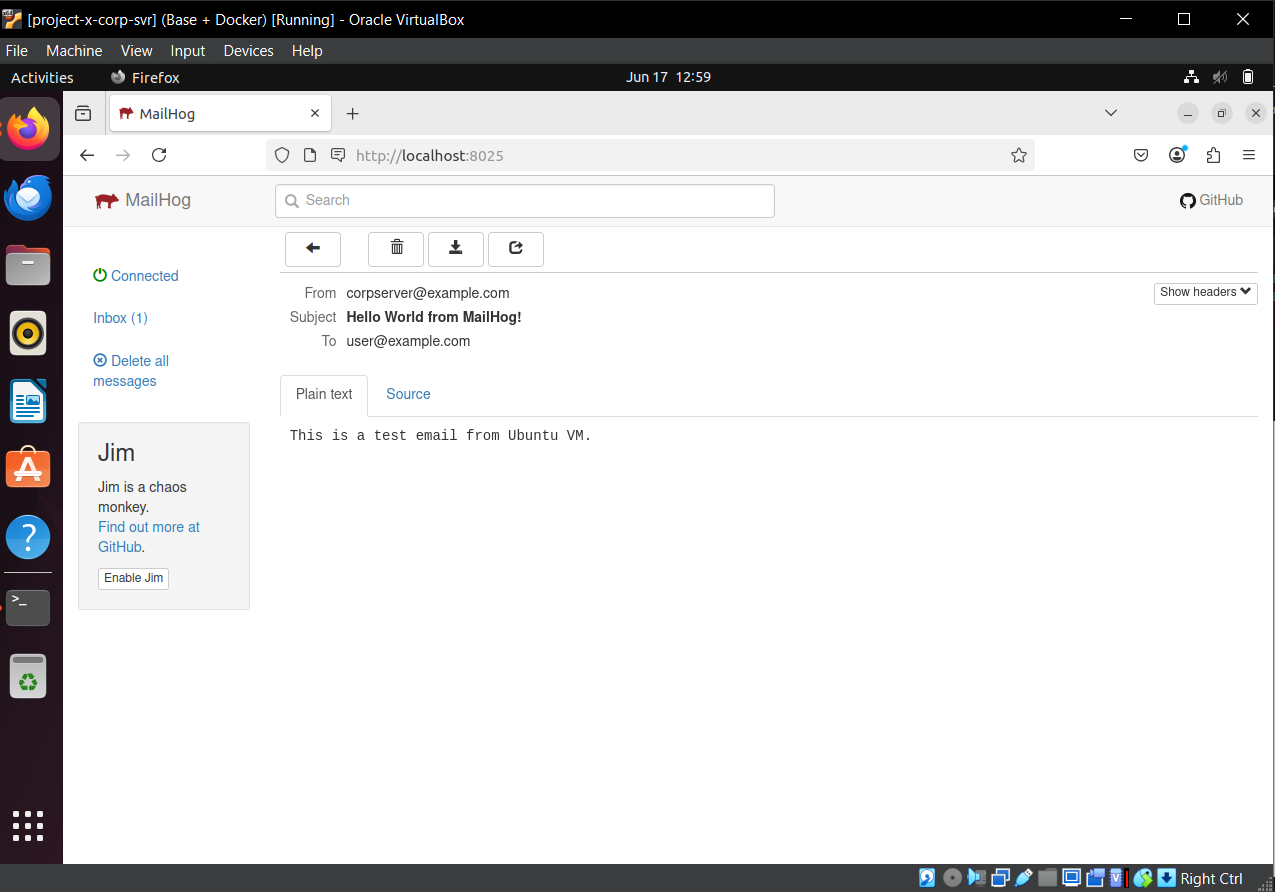 [project-x-corp-svr] (Base + Docker) [Running] - Oracle VirtualBox
File Machine View Input Devices Help
Activities Firefox Jun 17 12:59
MailHog
http://localhost:8025
MailHog Search GitHub
Connected
Inbox (1)
Delete all
messages
Jim
Jim is a chaos
monkey.
Find out more at
GitHub.
Enable Jim
From corpserver@example.com Show headers
Subject Hello World from MailHog!
To user@example.com
Plain text Source
This is a test email from Ubuntu VM.
Right Ctrl